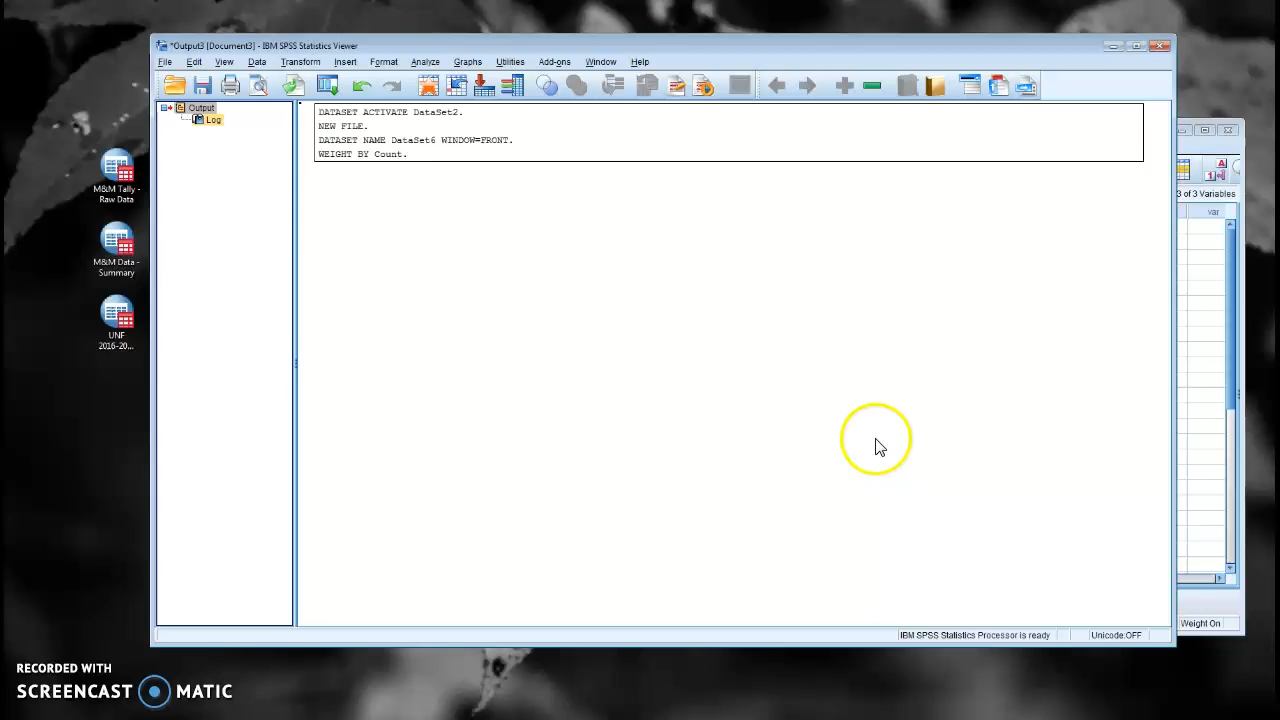 *Output3 [Document3] - IBM SPSS Statistics Viewer
File Edit View Data Transform Insert Format Analyze Graphs Utilities Add-ons Window Help
Output
Log
DATASET ACTIVATE DataSet2.
NEW FILE.
DATASET NAME DataSet6 WINDOW=FRONT.
WEIGHT BY Count.
M&M Tally -
Raw Data
M&M Data -
Summary
UNF
2016-20...
3 of 3 Variables
var
Weight On
IBM SPSS Statistics Processor is ready
Unicode:OFF
RECORDED WITH
SCREENCAST MATIC